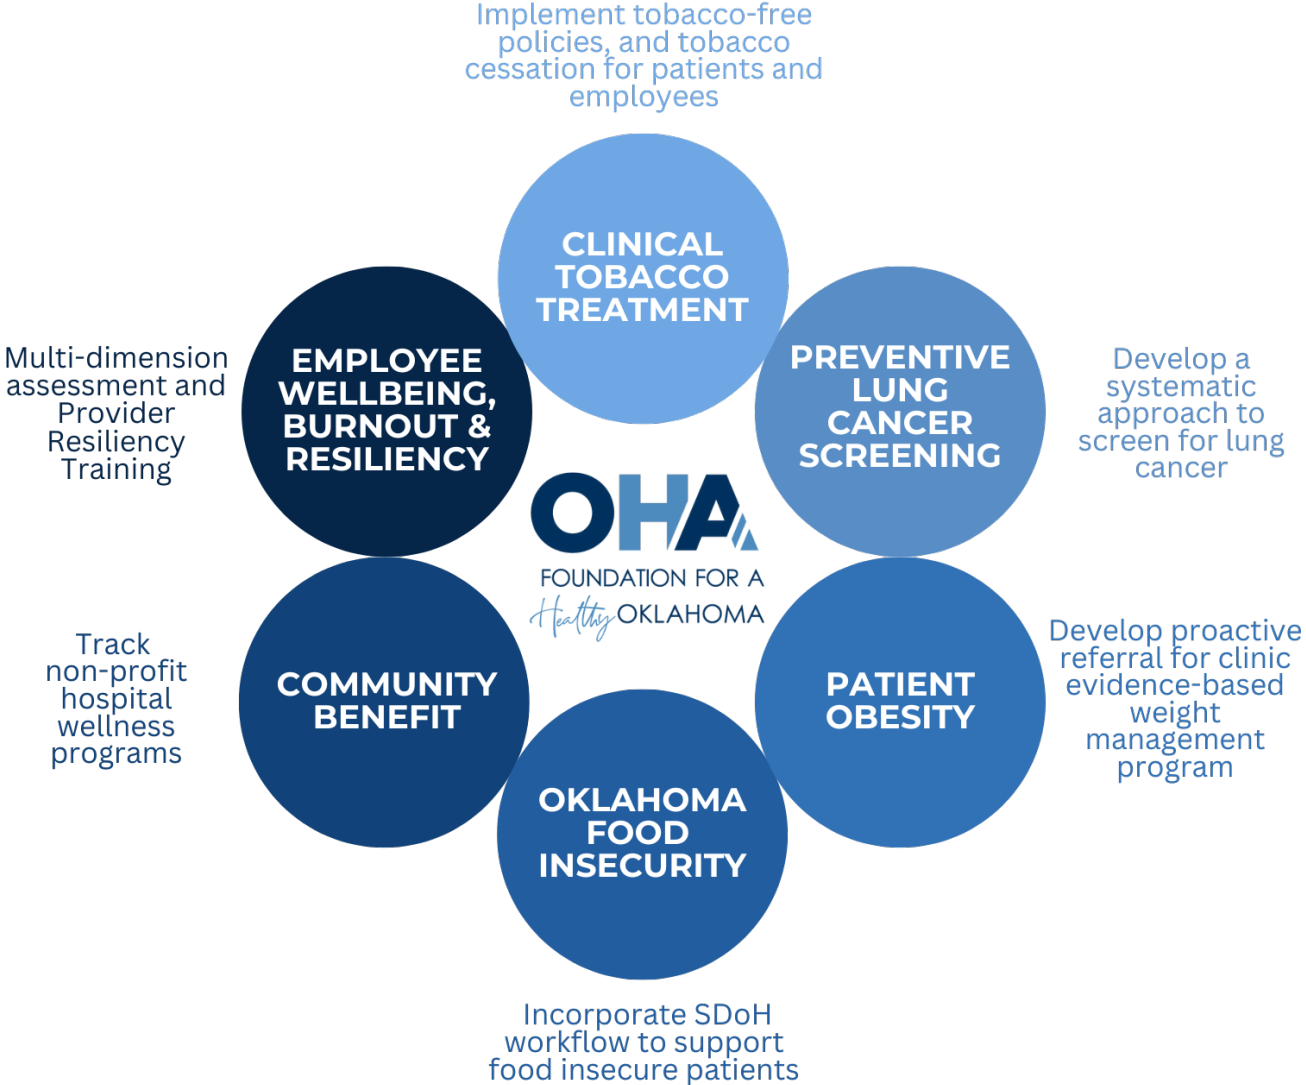 Implement tobacco-free
policies, and tobacco
cessation for patients and
employees
CLINICAL
TOBACCO
TREATMENT
PREVENTIVE
LUNG
CANCER
SCREENING
Develop a
systematic
approach to
screen for lung
cancer
PATIENT
OBESITY
Develop proactive
referral for clinic
evidence-based
weight
management
program
OKLAHOMA
FOOD
INSECURITY
Incorporate SDoH
workflow to support
food insecure patients
COMMUNITY
BENEFIT
Track
non-profit
hospital
wellness
programs
EMPLOYEE
WELLBEING,
BURNOUT &
RESILIENCY
Multi-dimension
assessment and
Provider
Resiliency
Training
OHA
FOUNDATION FOR A
Healthy OKLAHOMA